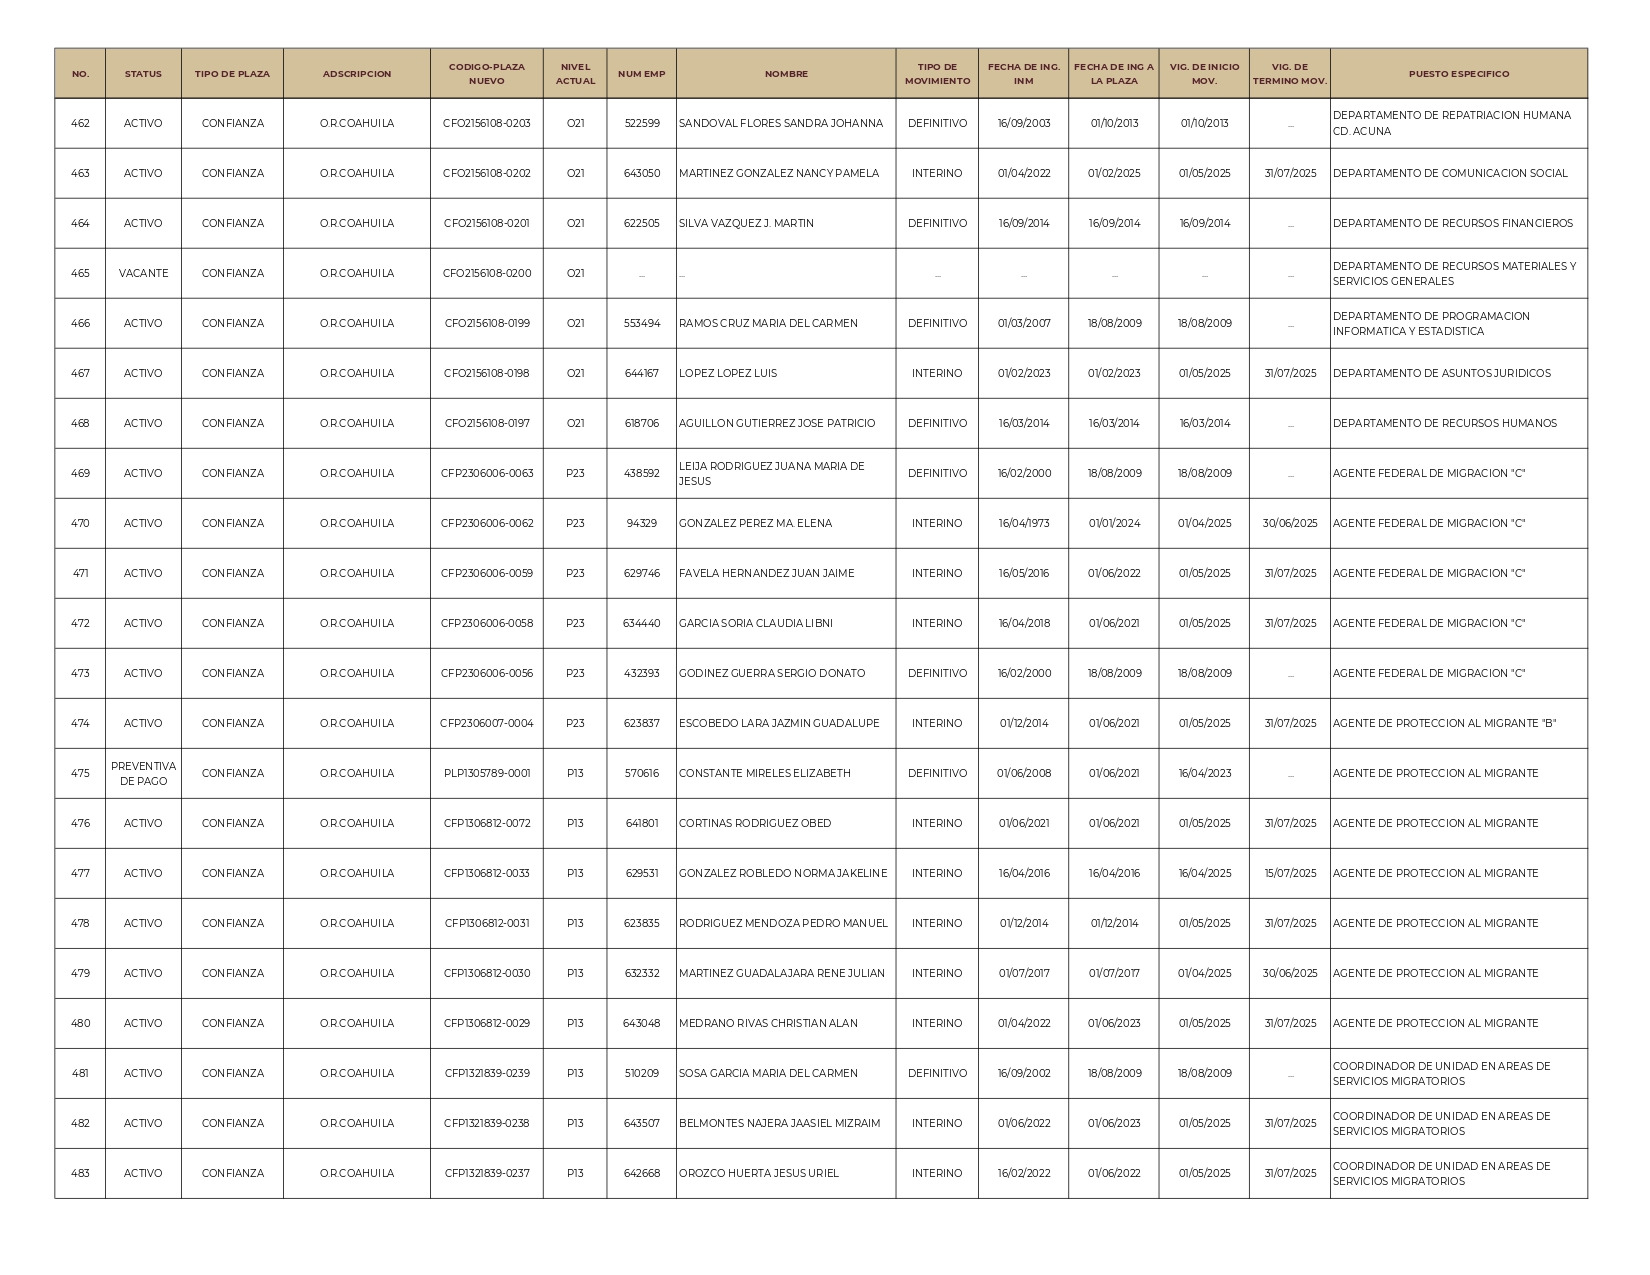 NO. STATUS TIPO DE PLAZA ADSCRIPCION CODIGO-PLAZA NUEVO NIVEL ACTUAL NUM EMP NOMBRE TIPO DE MOVIMIENTO FECHA DE ING. INM FECHA DE ING A LA PLAZA VIG. DE INICIO MOV. VIG. DE TERMINO MOV. PUESTO ESPECIFICO
462 ACTIVO CONFIANZA O.R.COAHUILA CFO2156108-0203 O21 522599 SANDOVAL FLORES SANDRA JOHANNA DEFINITIVO 16/09/2003 01/10/2013 01/10/2013 ... DEPARTAMENTO DE REPATRIACION HUMANA CD. ACUNA
463 ACTIVO CONFIANZA O.R.COAHUILA CFO2156108-0202 O21 643050 MARTINEZ GONZALEZ NANCY PAMELA INTERINO 01/04/2022 01/02/2025 01/05/2025 31/07/2025 DEPARTAMENTO DE COMUNICACION SOCIAL
464 ACTIVO CONFIANZA O.R.COAHUILA CFO2156108-0201 O21 622505 SILVA VAZQUEZ J. MARTIN DEFINITIVO 16/09/2014 16/09/2014 16/09/2014 ... DEPARTAMENTO DE RECURSOS FINANCIEROS
465 VACANTE CONFIANZA O.R.COAHUILA CFO2156108-0200 O21 ... ... ... ... ... ... ... DEPARTAMENTO DE RECURSOS MATERIALES Y SERVICIOS GENERALES
466 ACTIVO CONFIANZA O.R.COAHUILA CFO2156108-0199 O21 553494 RAMOS CRUZ MARIA DEL CARMEN DEFINITIVO 01/03/2007 18/08/2009 18/08/2009 ... DEPARTAMENTO DE PROGRAMACION INFORMATICA Y ESTADISTICA
467 ACTIVO CONFIANZA O.R.COAHUILA CFO2156108-0198 O21 644167 LOPEZ LOPEZ LUIS INTERINO 01/02/2023 01/02/2023 01/05/2025 31/07/2025 DEPARTAMENTO DE ASUNTOS JURIDICOS
468 ACTIVO CONFIANZA O.R.COAHUILA CFO2156108-0197 O21 618706 AGUILLON GUTIERREZ JOSE PATRICIO DEFINITIVO 16/03/2014 16/03/2014 16/03/2014 ... DEPARTAMENTO DE RECURSOS HUMANOS
469 ACTIVO CONFIANZA O.R.COAHUILA CFP2306006-0063 P23 438592 LEIJA RODRIGUEZ JUANA MARIA DE JESUS DEFINITIVO 16/02/2000 18/08/2009 18/08/2009 ... AGENTE FEDERAL DE MIGRACION "C"
470 ACTIVO CONFIANZA O.R.COAHUILA CFP2306006-0062 P23 94329 GONZALEZ PEREZ MA. ELENA INTERINO 16/04/1973 01/01/2024 01/04/2025 30/06/2025 AGENTE FEDERAL DE MIGRACION "C"
471 ACTIVO CONFIANZA O.R.COAHUILA CFP2306006-0059 P23 629746 FAVELA HERNANDEZ JUAN JAIME INTERINO 16/05/2016 01/06/2022 01/05/2025 31/07/2025 AGENTE FEDERAL DE MIGRACION "C"
472 ACTIVO CONFIANZA O.R.COAHUILA CFP2306006-0058 P23 634440 GARCIA SORIA CLAUDIA LIBNI INTERINO 16/04/2018 01/06/2021 01/05/2025 31/07/2025 AGENTE FEDERAL DE MIGRACION "C"
473 ACTIVO CONFIANZA O.R.COAHUILA CFP2306006-0056 P23 432393 GODINEZ GUERRA SERGIO DONATO DEFINITIVO 16/02/2000 18/08/2009 18/08/2009 ... AGENTE FEDERAL DE MIGRACION "C"
474 ACTIVO CONFIANZA O.R.COAHUILA CFP2306007-0004 P23 623837 ESCOBEDO LARA JAZMIN GUADALUPE INTERINO 01/12/2014 01/06/2021 01/05/2025 31/07/2025 AGENTE DE PROTECCION AL MIGRANTE "B"
475 PREVENTIVA DE PAGO CONFIANZA O.R.COAHUILA PLP1305789-0001 P13 570616 CONSTANTE MIRELES ELIZABETH DEFINITIVO 01/06/2008 01/06/2021 16/04/2023 ... AGENTE DE PROTECCION AL MIGRANTE
476 ACTIVO CONFIANZA O.R.COAHUILA CFP1306812-0072 P13 641801 CORTINAS RODRIGUEZ OBED INTERINO 01/06/2021 01/06/2021 01/05/2025 31/07/2025 AGENTE DE PROTECCION AL MIGRANTE
477 ACTIVO CONFIANZA O.R.COAHUILA CFP1306812-0033 P13 629531 GONZALEZ ROBLEDO NORMA JAKELINE INTERINO 16/04/2016 16/04/2016 16/04/2025 15/07/2025 AGENTE DE PROTECCION AL MIGRANTE
478 ACTIVO CONFIANZA O.R.COAHUILA CFP1306812-0031 P13 623835 RODRIGUEZ MENDOZA PEDRO MANUEL INTERINO 01/12/2014 01/12/2014 01/05/2025 31/07/2025 AGENTE DE PROTECCION AL MIGRANTE
479 ACTIVO CONFIANZA O.R.COAHUILA CFP1306812-0030 P13 632332 MARTINEZ GUADALAJARA RENE JULIAN INTERINO 01/07/2017 01/07/2017 01/04/2025 30/06/2025 AGENTE DE PROTECCION AL MIGRANTE
480 ACTIVO CONFIANZA O.R.COAHUILA CFP1306812-0029 P13 643048 MEDRANO RIVAS CHRISTIAN ALAN INTERINO 01/04/2022 01/06/2023 01/05/2025 31/07/2025 AGENTE DE PROTECCION AL MIGRANTE
481 ACTIVO CONFIANZA O.R.COAHUILA CFP1321839-0239 P13 510209 SOSA GARCIA MARIA DEL CARMEN DEFINITIVO 16/09/2002 18/08/2009 18/08/2009 ... COORDINADOR DE UNIDAD EN AREAS DE SERVICIOS MIGRATORIOS
482 ACTIVO CONFIANZA O.R.COAHUILA CFP1321839-0238 P13 643507 BELMONTES NAJERA JAASIEL MIZRAIM INTERINO 01/06/2022 01/06/2023 01/05/2025 31/07/2025 COORDINADOR DE UNIDAD EN AREAS DE SERVICIOS MIGRATORIOS
483 ACTIVO CONFIANZA O.R.COAHUILA CFP1321839-0237 P13 642668 OROZCO HUERTA JESUS URIEL INTERINO 16/02/2022 01/06/2022 01/05/2025 31/07/2025 COORDINADOR DE UNIDAD EN AREAS DE SERVICIOS MIGRATORIOS